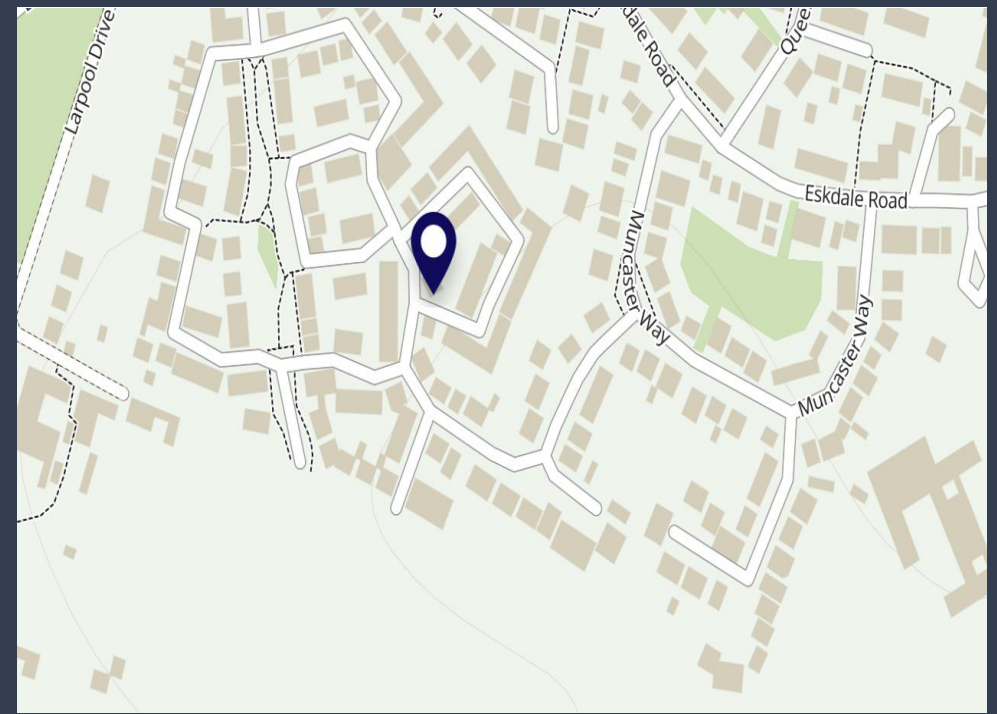 Larpool Drive
dale Road
Quee
Eskdale Road
Muncaster Way
Muncaster Way